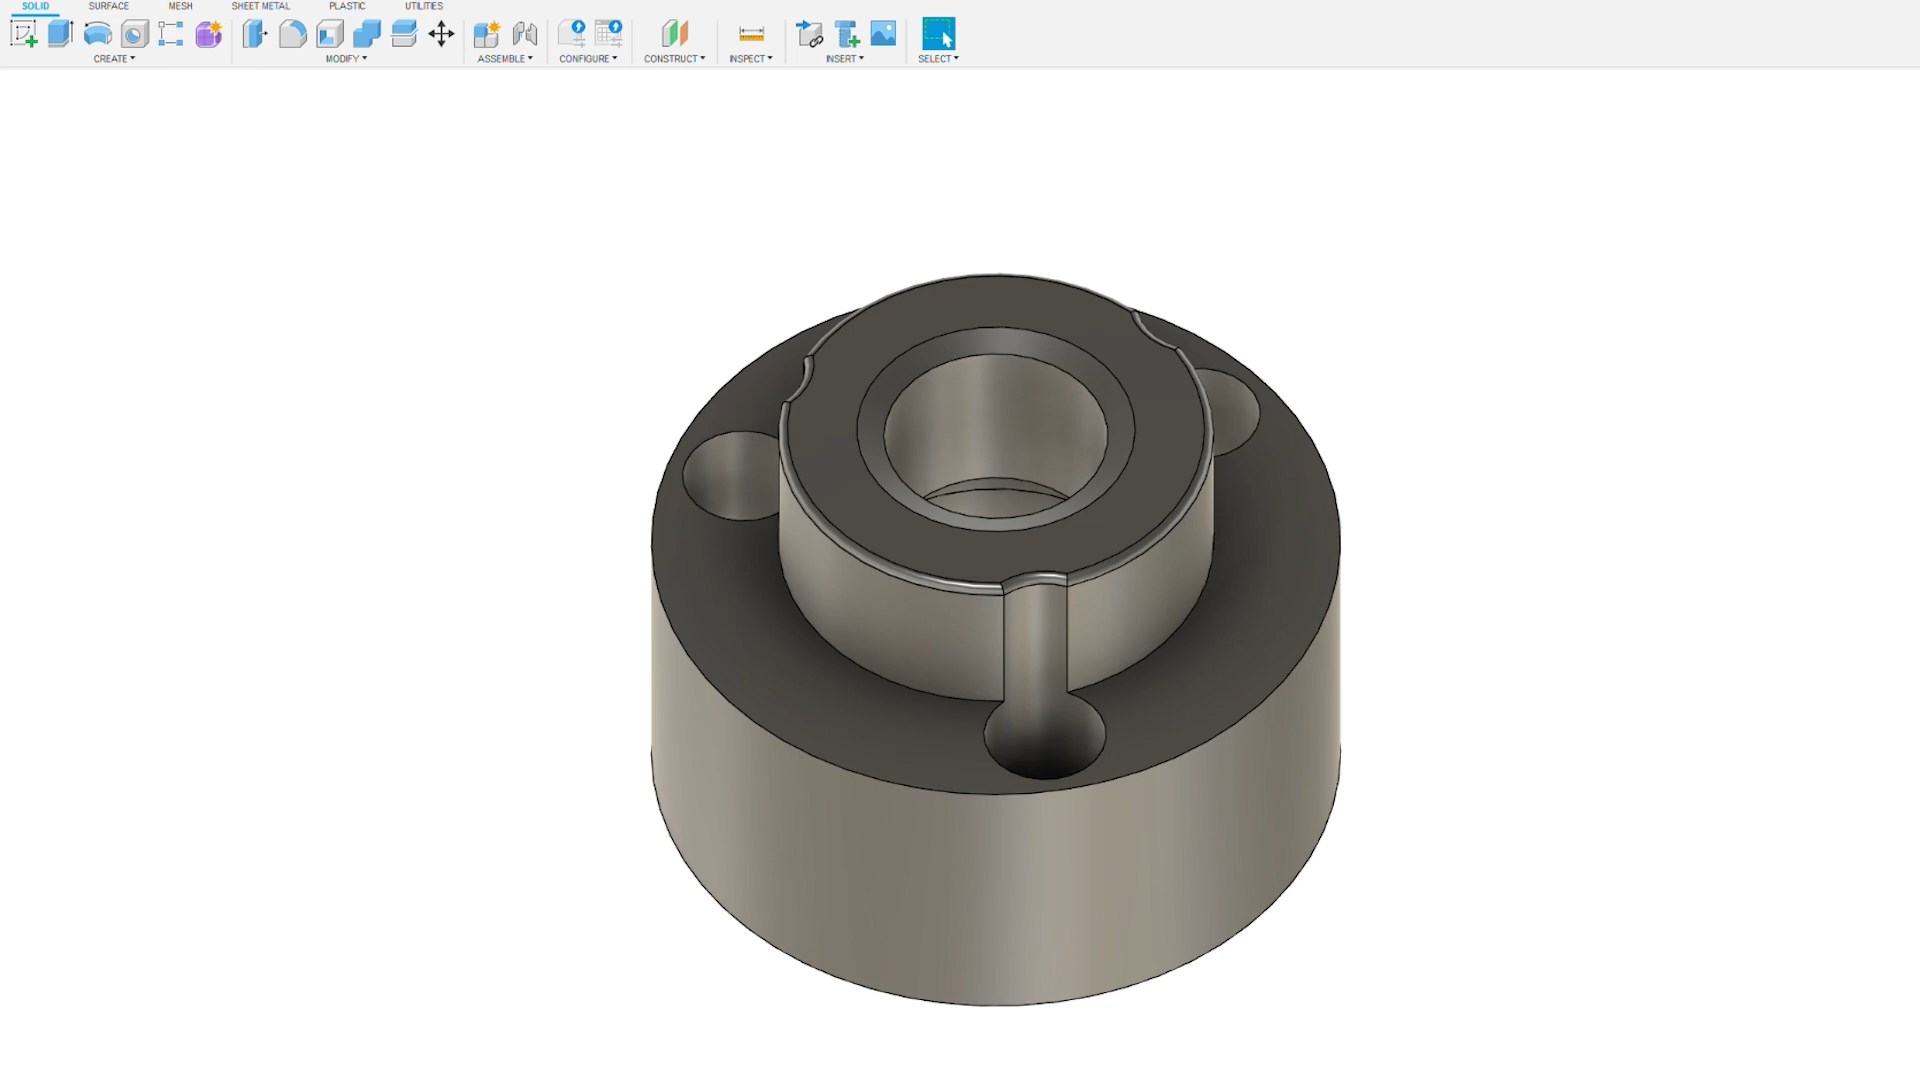 SOLID SURFACE MESH SHEET METAL PLASTIC UTILITIES
CREATE MODIFY ASSEMBLE CONFIGURE CONSTRUCT INSPECT INSERT SELECT